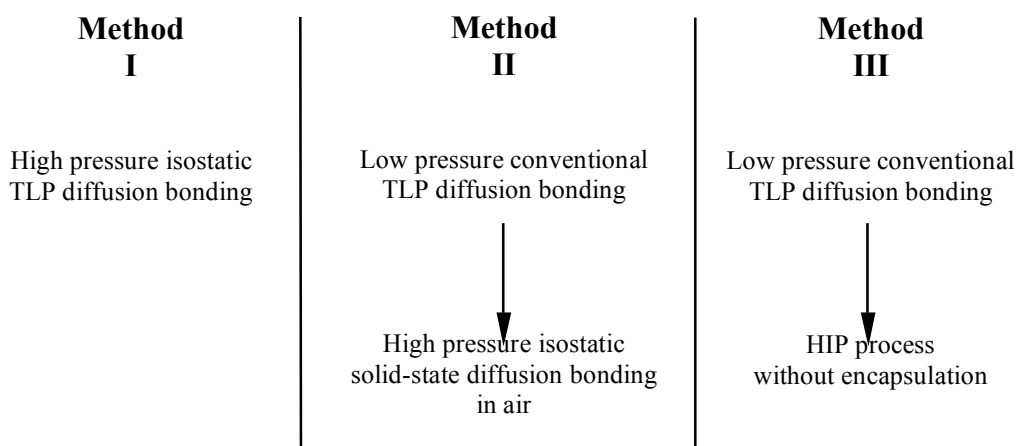 Method
I
High pressure isostatic
TLP diffusion bonding
Method
II
Low pressure conventional
TLP diffusion bonding
High pressure isostatic
solid-state diffusion bonding
in air
Method
III
Low pressure conventional
TLP diffusion bonding
HIP process
without encapsulation